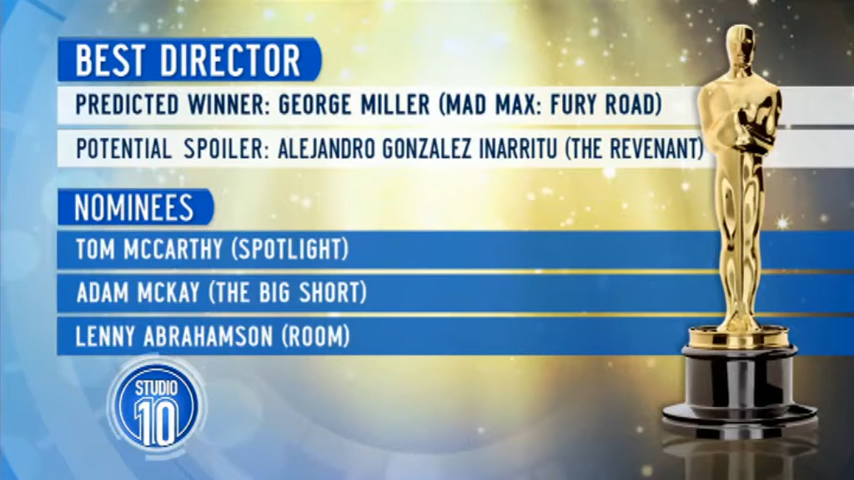 BEST DIRECTOR
PREDICTED WINNER: GEORGE MILLER (MAD MAX: FURY ROAD)
POTENTIAL SPOILER: ALEJANDRO GONZALEZ INARRITU (THE REVENANT)
NOMINEES
TOM MCCARTHY (SPOTLIGHT)
ADAM MCKAY (THE BIG SHORT)
LENNY ABRAHAMSON (ROOM)
STUDIO
10